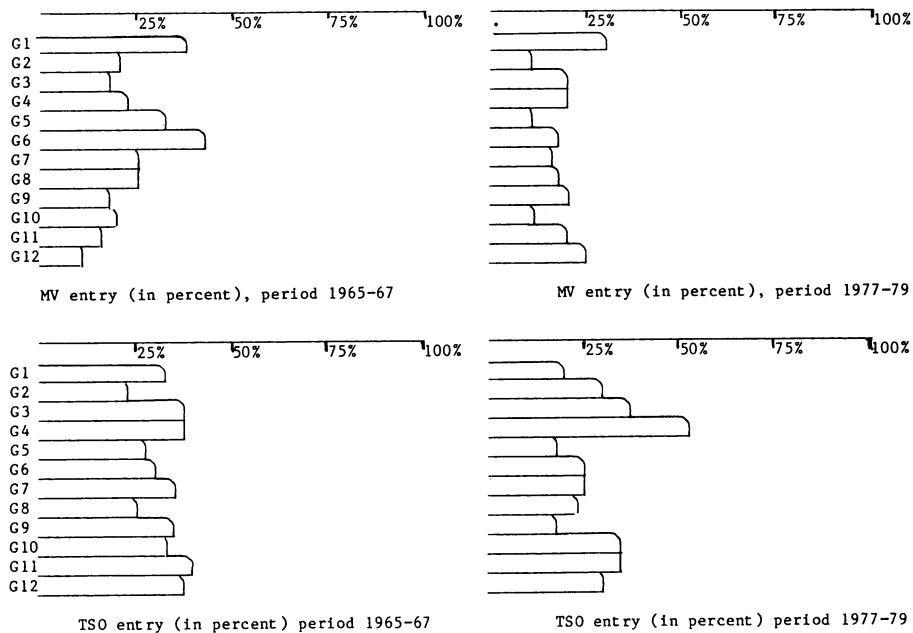 25% 50% 75% 100%
G1
G2
G3
G4
G5
G6
G7
G8
G9
G10
G11
G12
MV entry (in percent), period 1965-67
25% 50% 75% 100%
MV entry (in percent), period 1977-79
25% 50% 75% 100%
G1
G2
G3
G4
G5
G6
G7
G8
G9
G10
G11
G12
TSO entry (in percent) period 1965-67
25% 50% 75% 100%
TSO entry (in percent) period 1977-79